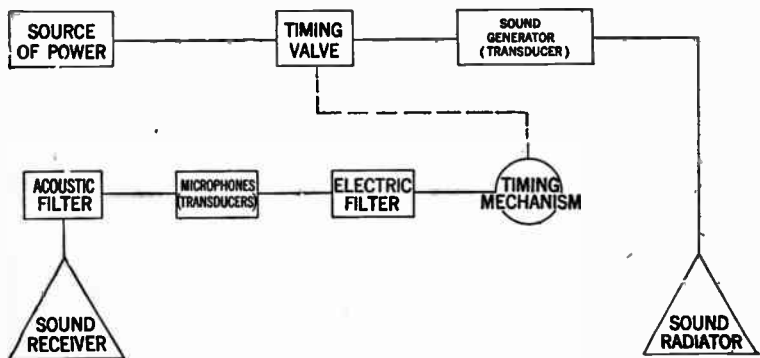 SOURCE
OF POWER
TIMING
VALVE
SOUND
GENERATOR
(TRANSDUCER)
ACOUSTIC
FILTER
MICROPHONES
(TRANSDUCERS)
ELECTRIC
FILTER
TIMING
MECHANISM
SOUND
RECEIVER
SOUND
RADIATOR